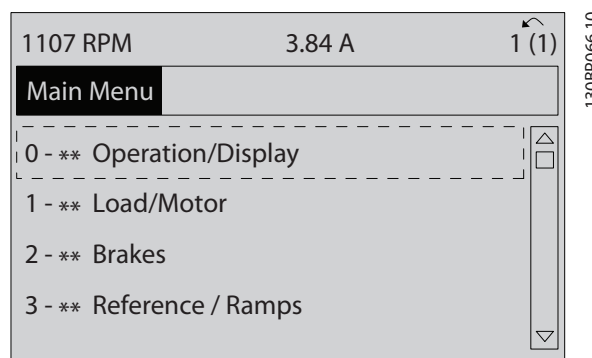 1107 RPM 3.84 A 1 (1)
Main Menu
0 - ** Operation/Display
1 - ** Load/Motor
2 - ** Brakes
3 - ** Reference / Ramps
130BP066.10